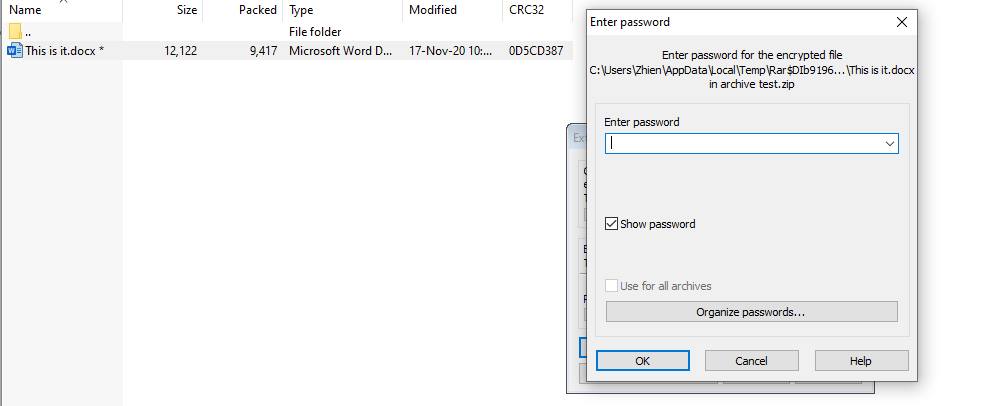 Name Size Packed Type Modified CRC32
.. File folder
This is it.docx * 12,122 9,417 Microsoft Word D... 17-Nov-20 10:... 0D5CD387
Enter password
Enter password for the encrypted file
C:\Users\Zhien\AppData\Local\Temp\Rar$DIb9196...\This is it.docx
in archive test.zip
Enter password
Show password
Use for all archives
Organize passwords...
OK Cancel Help